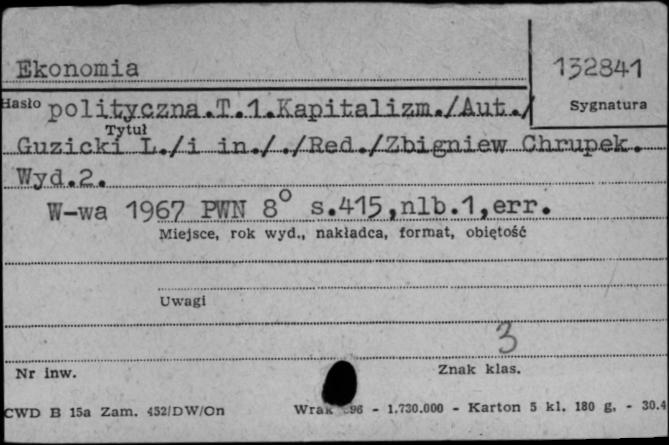 Ekonomia
132841
Hasło
polityczna.T.1.Kapitalizm./Aut./
Sygnatura
Tytuł
Guzicki L./i in./ ./Red./Zbigniew Chrupek.
Wyd.2.
W-wa 1967 PWN 8° s.415,nlb.1,err.
Miejsce, rok wyd., nakładca, format, objętość
Uwagi
3
Nr inw.
Znak klas.
CWD B 15a Zam. 452/DW/On
96 - 1.730.000 - Karton 5 kl. 180 g. - 30.4